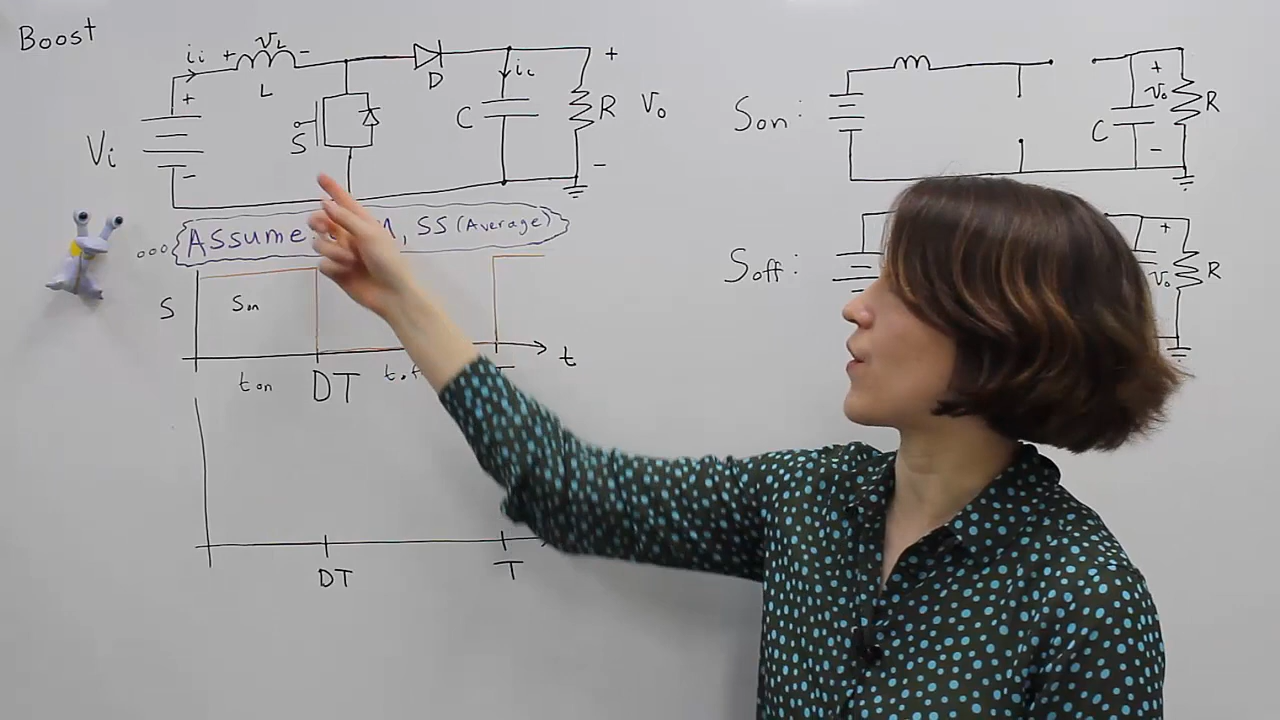 Boost
ii + vL -
L
D
ic
+
Vi
+
-
S
C
R
Vo
-
Assume: , SS (Average)
S
Son
t
ton
DT
DT
T
Son:
C
+
vo
-
R
Soff:
+
vo
R